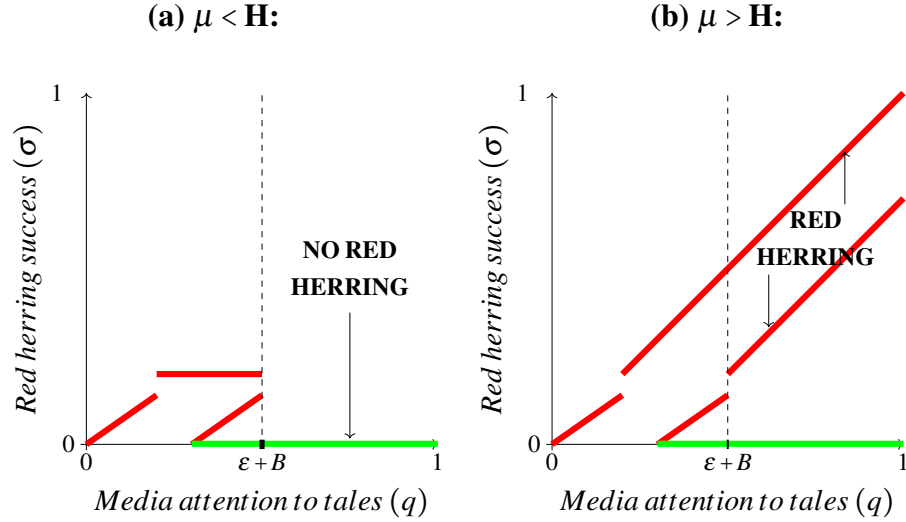 (a) μ < H:
1
Red herring success (σ)
NO RED
HERRING
0
0
ε + B
1
Media attention to tales (q)
(b) μ > H:
1
Red herring success (σ)
RED
HERRING
0
0
ε + B
1
Media attention to tales (q)